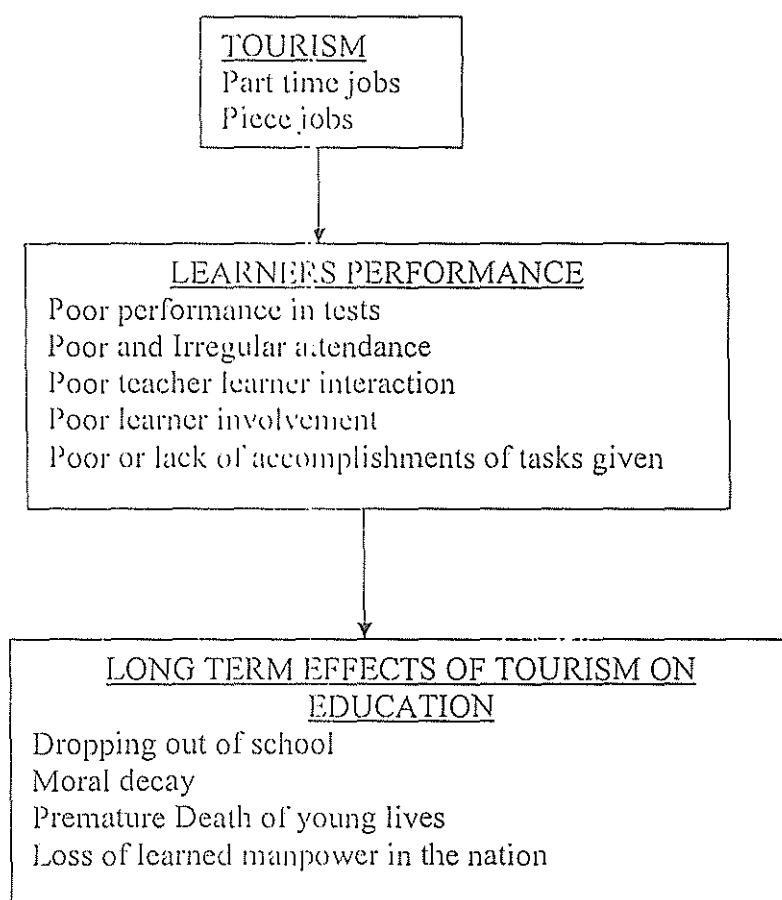 TOURISM
Part time jobs
Piece jobs
LEARNERS PERFORMANCE
Poor performance in tests
Poor and Irregular attendance
Poor teacher learner interaction
Poor learner involvement
Poor or lack of accomplishments of tasks given
LONG TERM EFFECTS OF TOURISM ON
EDUCATION
Dropping out of school
Moral decay
Premature Death of young lives
Loss of learned manpower in the nation